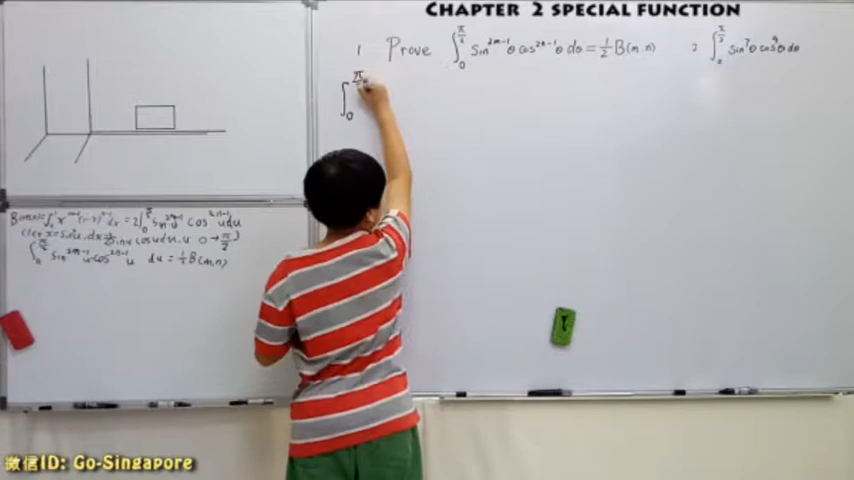 CHAPTER 2 SPECIAL FUNCTION
1 Prove ∫₀^{π/2} sin^{2m-1}θ cos^{2n-1}θ dθ = 1/2 B(m,n) 2 ∫₀^{π/2} sin⁷θ cos⁹θ dθ
∫₀^{π/2}
B(m,n)=∫₀¹ x^{m-1}(1-x)^{n-1} dx = 2∫₀^{π/2} sin^{2m-1}u cos^{2n-1}u du
∫₀^{π/2} sin^{2m-1}u cos^{2n-1}u du = 1/2 B(m,n)
微信ID: Go-Singapore